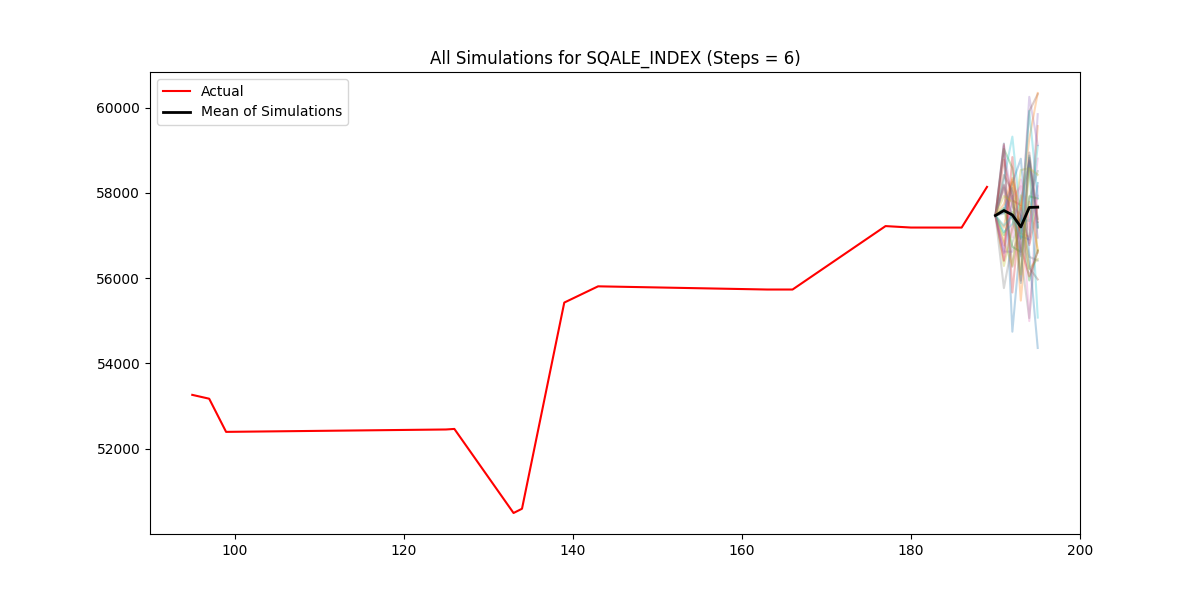 All Simulations for SQALE_INDEX (Steps = 6)
Actual
Mean of Simulations
60000
58000
56000
54000
52000
100 120 140 160 180 200